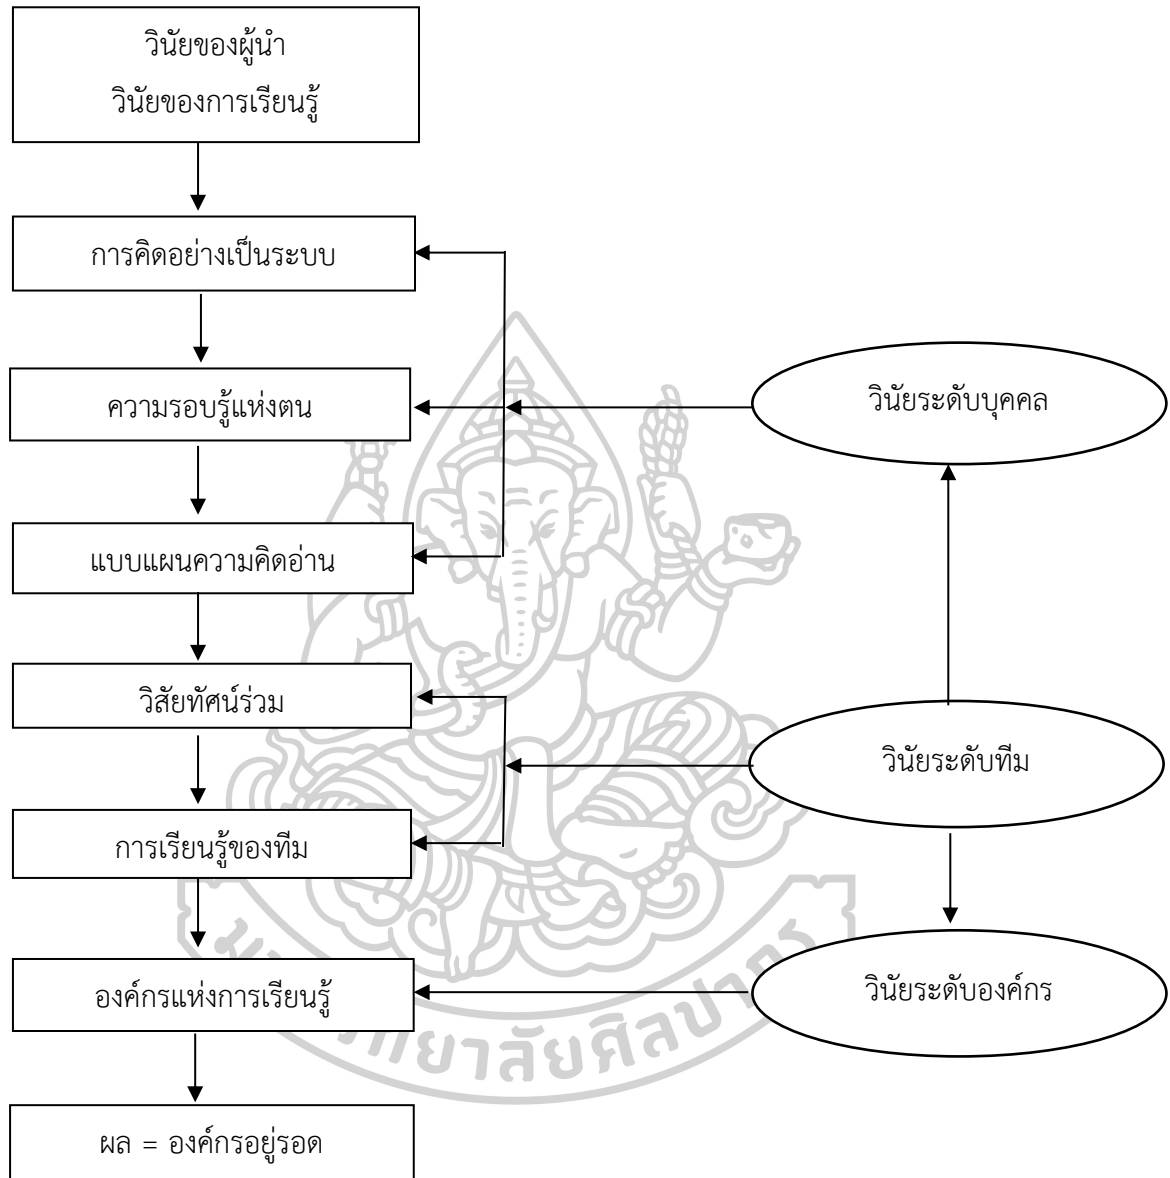 วินัยของผู้นำ
วินัยของการเรียนรู้
การคิดอย่างเป็นระบบ
ความรอบรู้แห่งตน
วินัยระดับบุคคล
แบบแผนความคิดอ่าน
วิสัยทัศน์ร่วม
วินัยระดับทีม
การเรียนรู้ของทีม
องค์กรแห่งการเรียนรู้
วินัยระดับองค์กร
ผล = องค์กรอยู่รอด